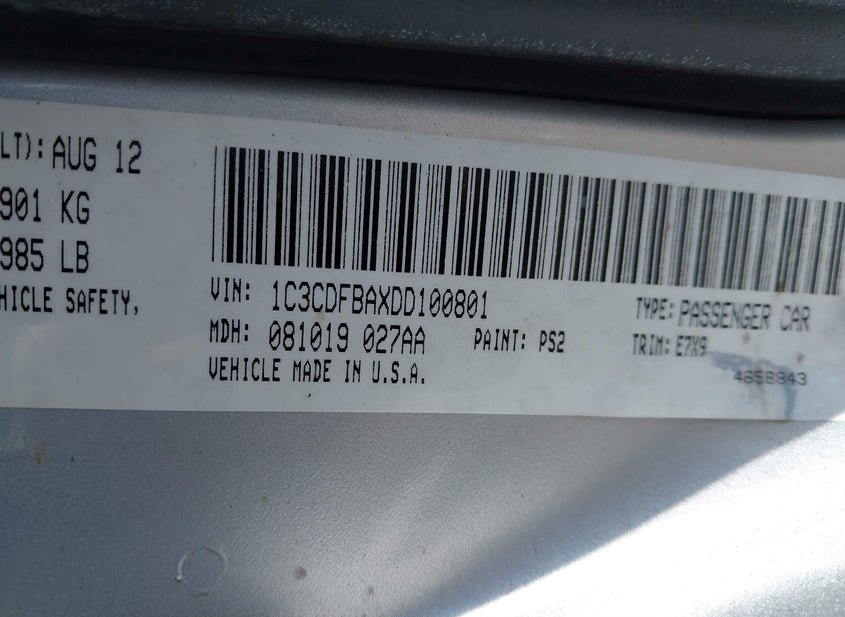 LT): AUG 12
901 KG
985 LB
HICLE SAFETY,
VIN: 1C3CDFBAXDD100801
TYPE: PASSENGER CAR
MDH: 081019 027AA
PAINT: PS2
TRIM: E7X9
VEHICLE MADE IN U.S.A.
4658843